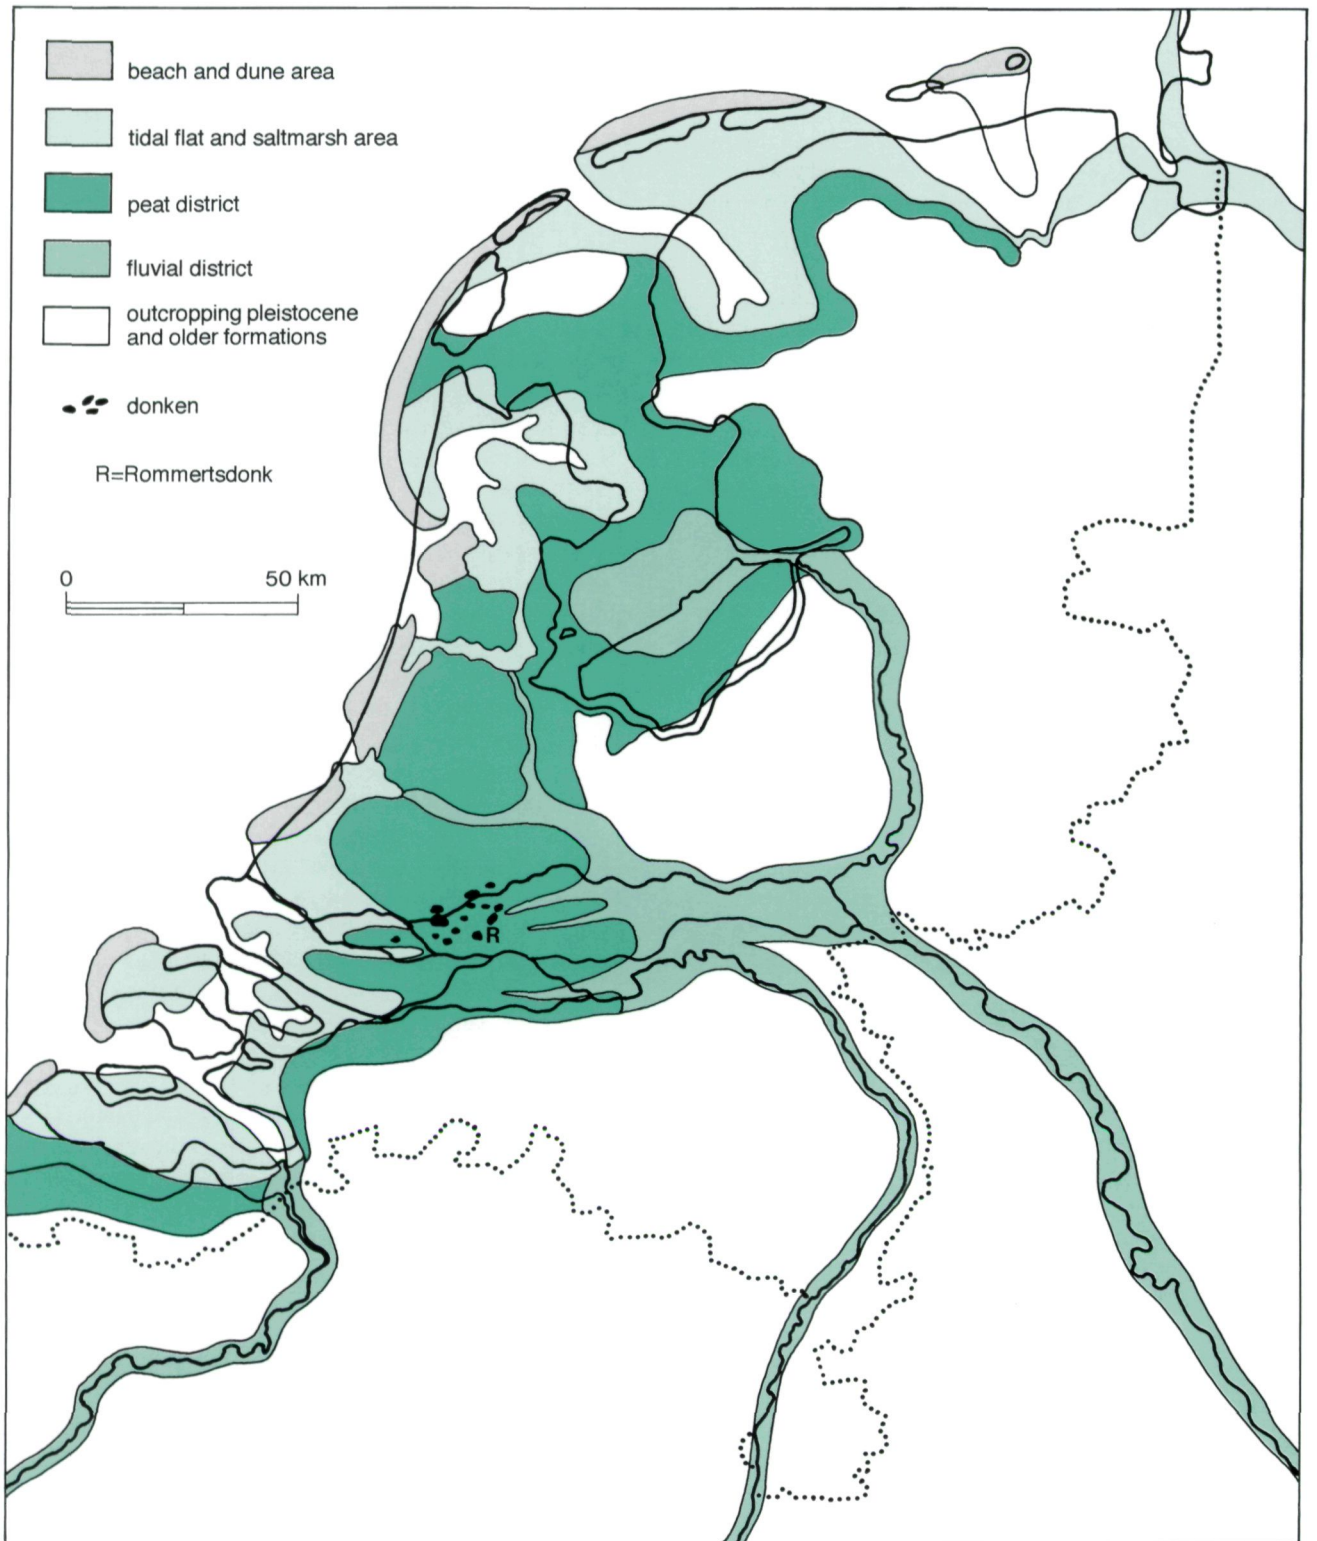 beach and dune area
tidal flat and saltmarsh area
peat district
fluvial district
outcropping pleistocene
and older formations
donken
R=Rommertsdonk
0 50 km
R